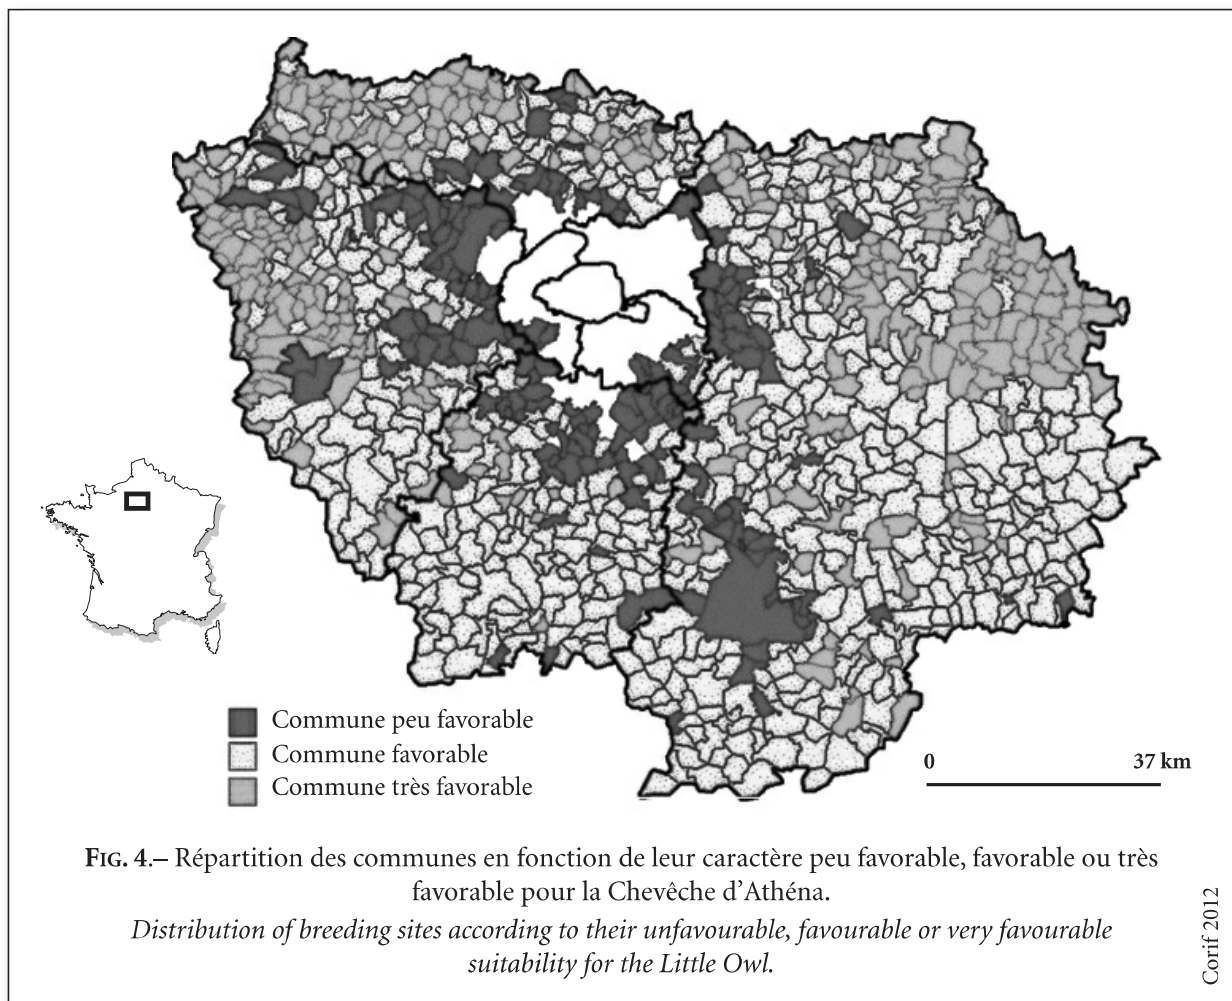 Commune peu favorable
Commune favorable
Commune très favorable
0 37 km
FIG. 4.– Répartition des communes en fonction de leur caractère peu favorable, favorable ou très
favorable pour la Chevêche d’Athéna.
Distribution of breeding sites according to their unfavourable, favourable or very favourable
suitability for the Little Owl.
Corif 2012